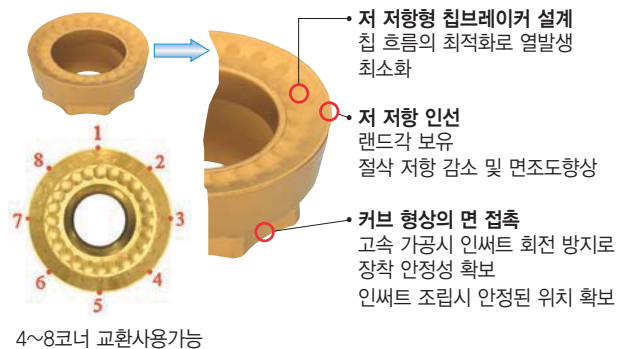 • 저 저항형 칩브레이커 설계
칩 흐름의 최적화로 열발생
최소화
• 저 저항 인선
랜드각 보유
절삭 저항 감소 및 면조도향상
• 커브 형상의 면 접촉
고속 가공시 인써트 회전 방지로
장착 안정성 확보
인써트 조립시 안정된 위치 확보
1
2
3
4
5
6
7
8
4~8코너 교환사용가능